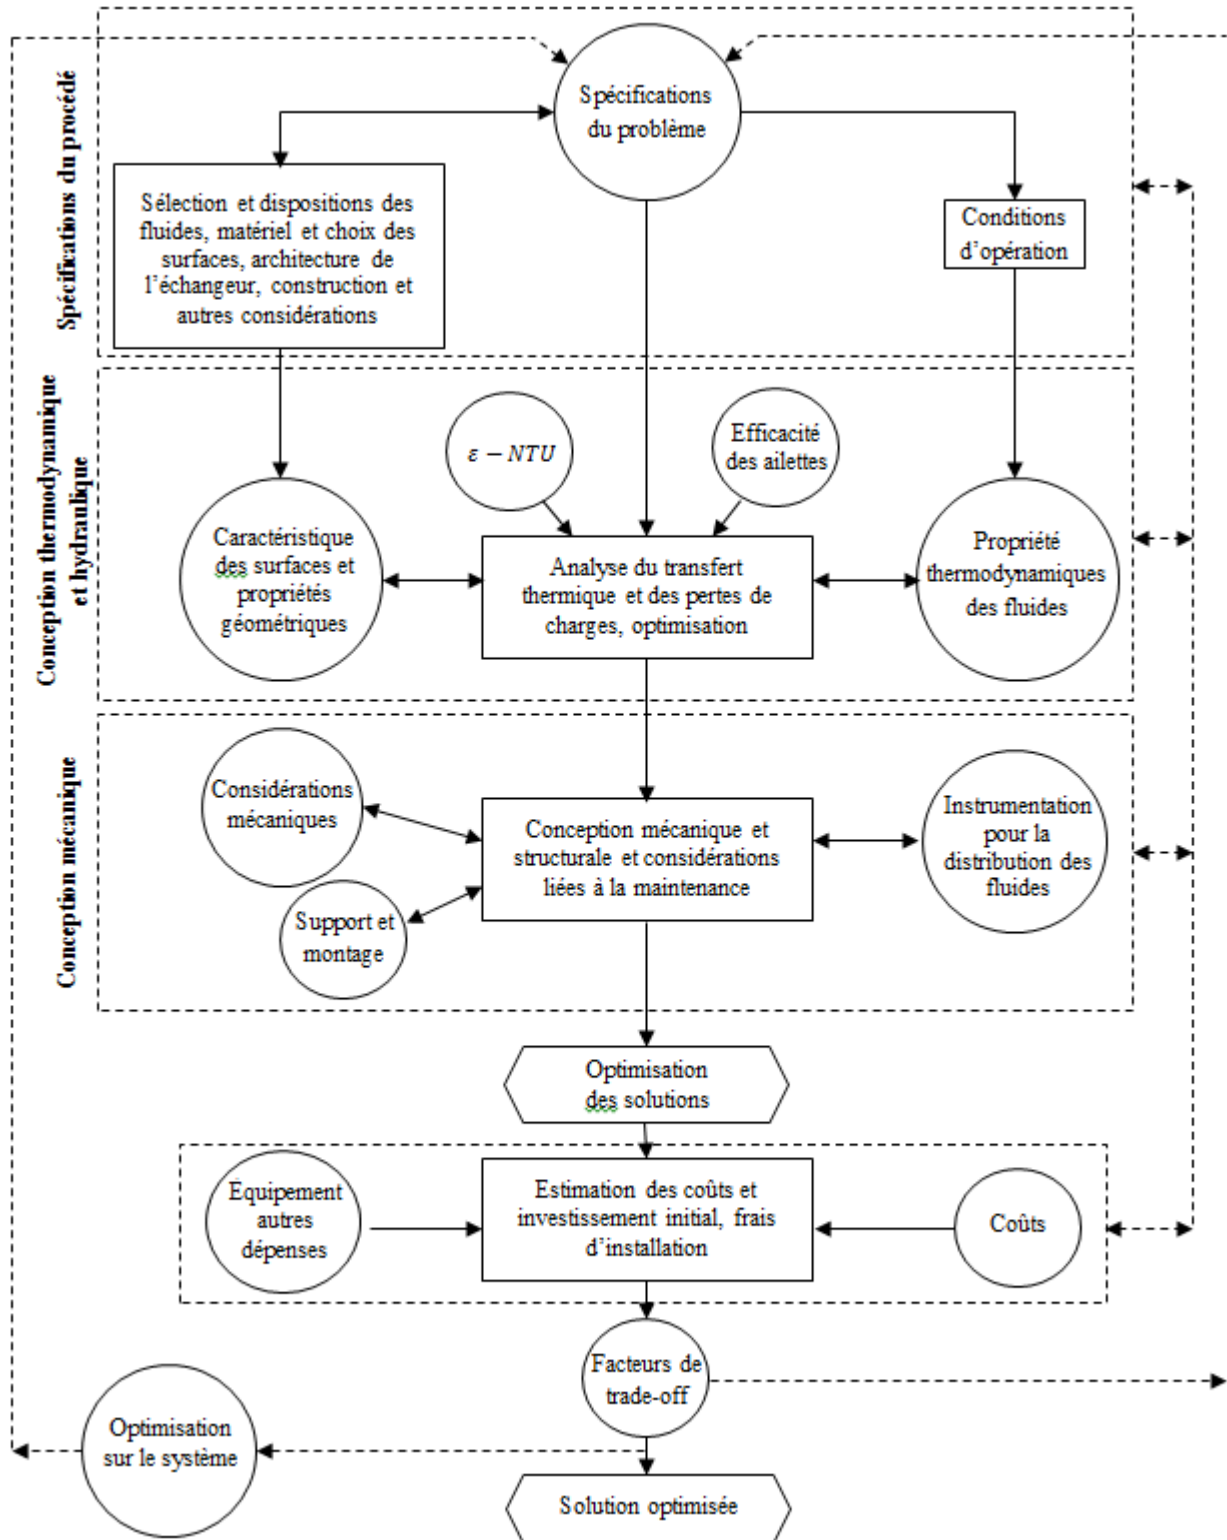 Spécifications
du problème
Spécifications du procédé
Sélection et dispositions des
fluides, matériel et choix des
surfaces, architecture de
l'échangeur, construction et
autres considérations
Conditions
d'opération
Conception thermodynamique
et hydraulique
ε − NTU
Efficacité
des ailettes
Caractéristique
des surfaces et
propriétés
géométriques
Analyse du transfert
thermique et des pertes de
charges, optimisation
Propriété
thermodynamiques
des fluides
Conception mécanique
Considérations
mécaniques
Conception mécanique et
structurale et considérations
liées à la maintenance
Instrumentation
pour la
distribution des
fluides
Support et
montage
Optimisation
des solutions
Équipement
autres
dépenses
Estimation des coûts et
investissement initial, frais
d'installation
Coûts
Facteurs de
trade-off
Optimisation
sur le système
Solution optimisée